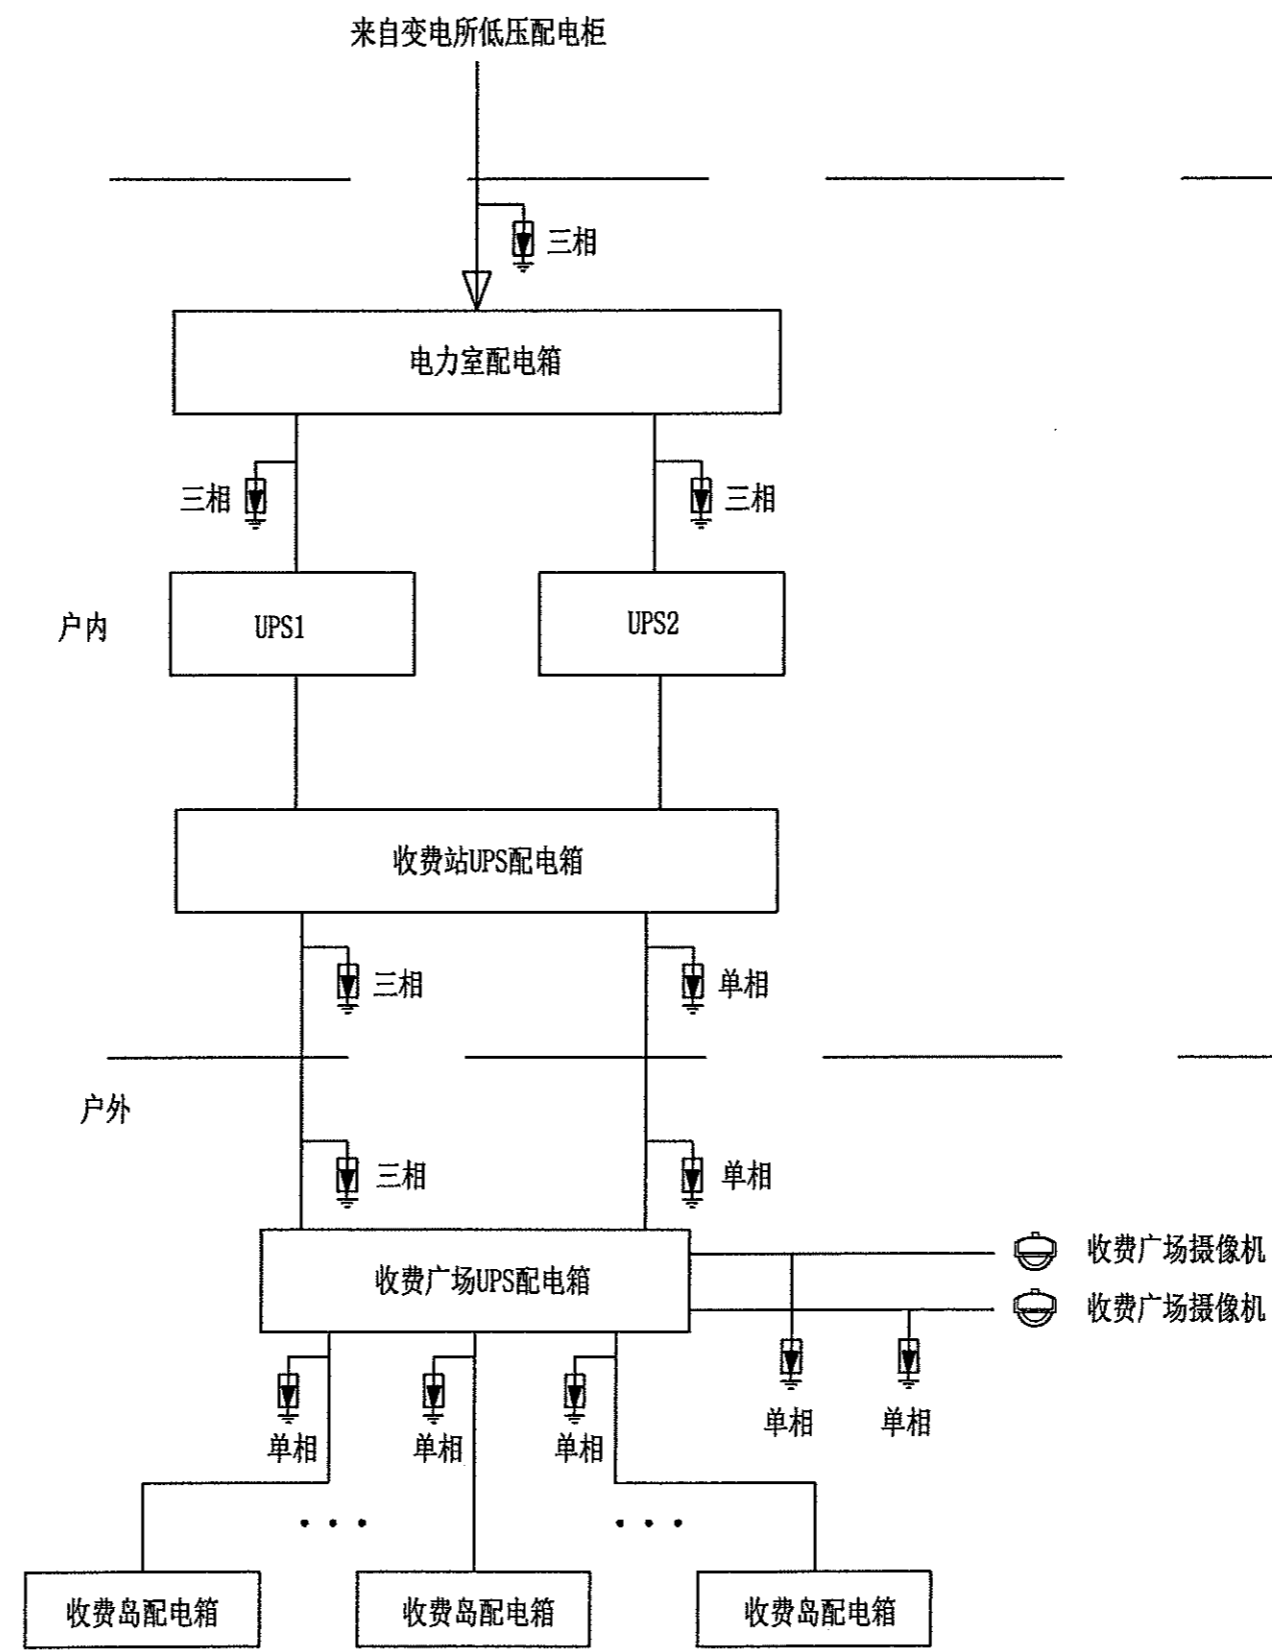 来自变电所低压配电柜
三相
电力室配电箱
三相
三相
户内
UPS1
UPS2
收费站UPS配电箱
三相
单相
户外
三相
单相
收费广场UPS配电箱
收费广场摄像机
收费广场摄像机
单相
单相
单相
单相
单相
收费岛配电箱
收费岛配电箱
收费岛配电箱